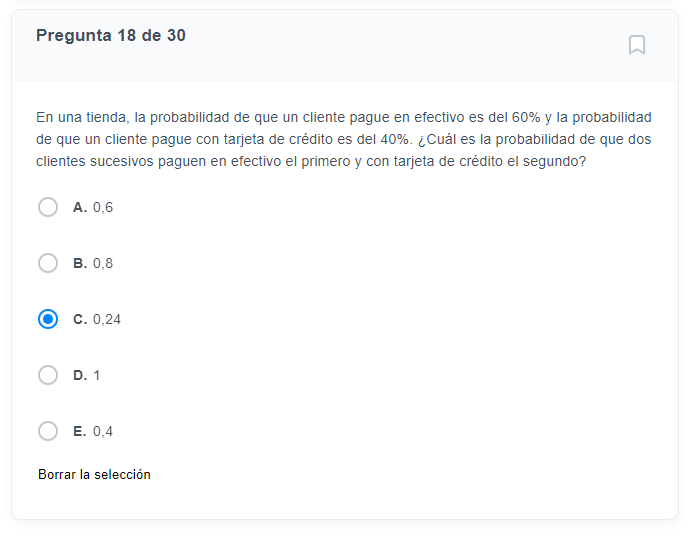 Pregunta 18 de 30
En una tienda, la probabilidad de que un cliente pague en efectivo es del 60% y la probabilidad
de que un cliente pague con tarjeta de crédito es del 40%. ¿Cuál es la probabilidad de que dos
clientes sucesivos paguen en efectivo el primero y con tarjeta de crédito el segundo?
A. 0,6
B. 0,8
C. 0,24
D. 1
E. 0,4
Borrar la selección